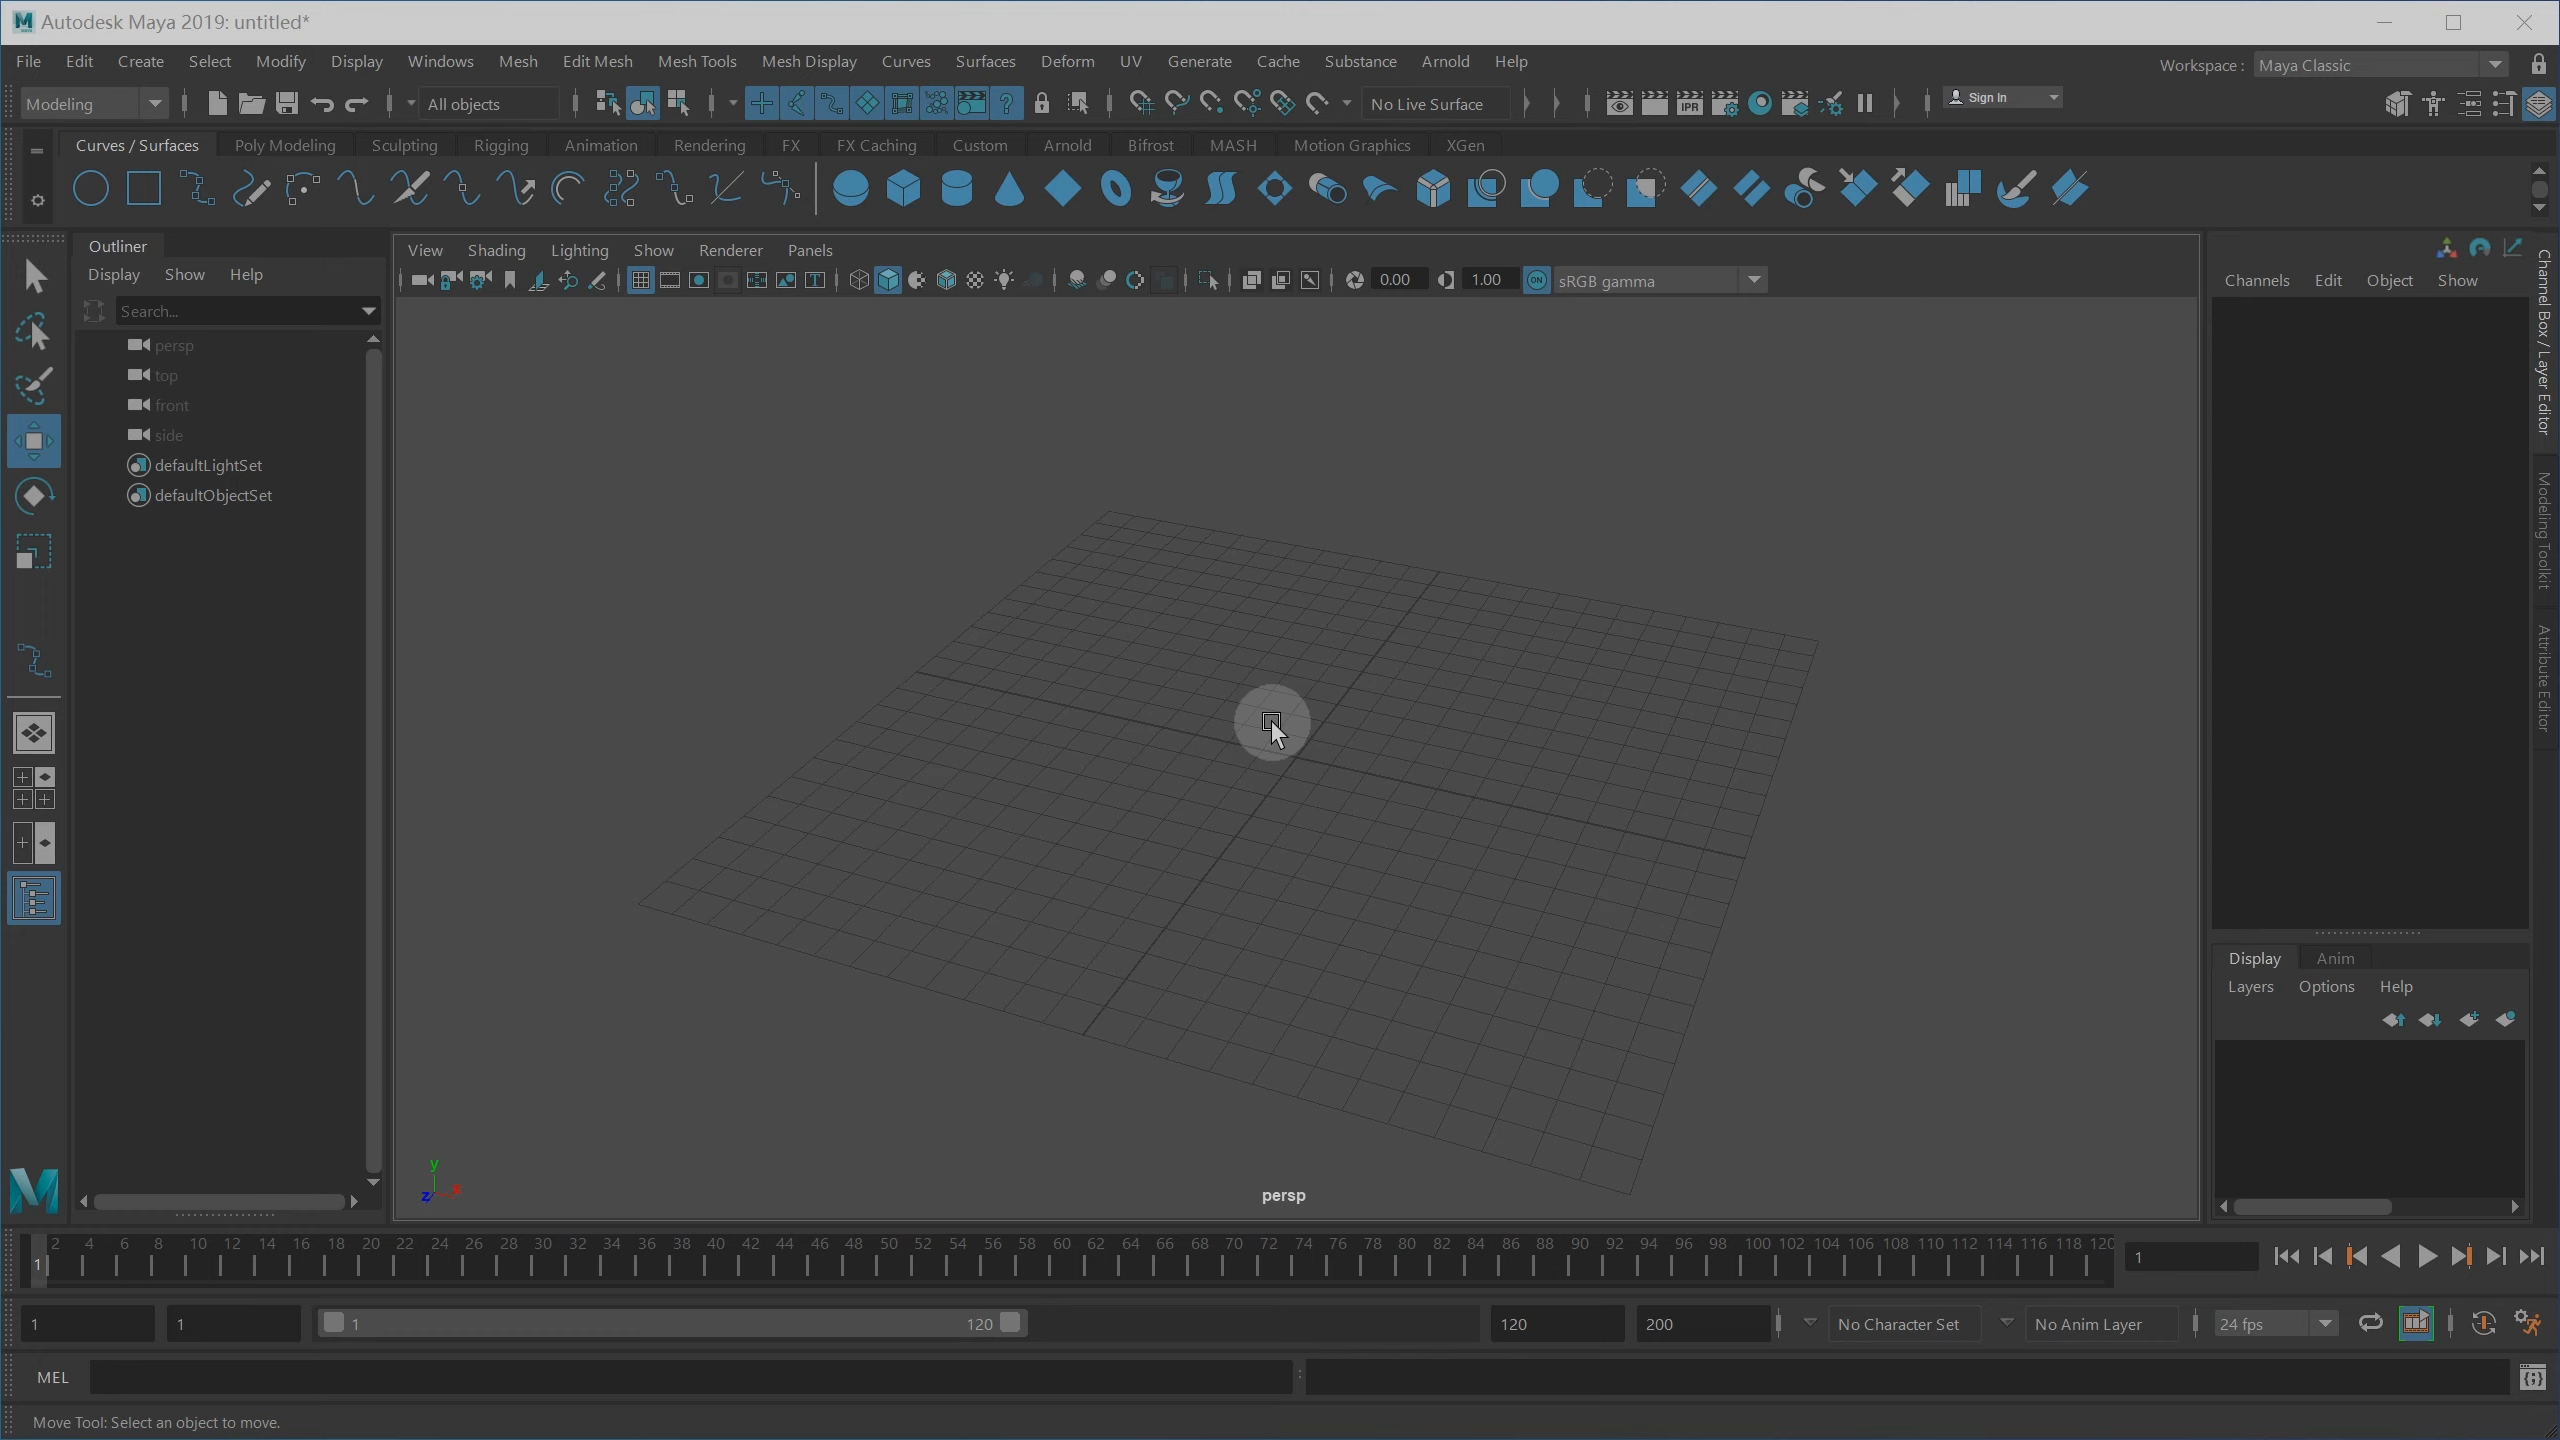 Autodesk Maya 2019: untitled*
File Edit Create Select Modify Display Windows Mesh Edit Mesh Mesh Tools Mesh Display Curves Surfaces Deform UV Generate Cache Substance Arnold Help
Workspace : Maya Classic
Modeling All objects No Live Surface IPR Sign In
Curves / Surfaces Poly Modeling Sculpting Rigging Animation Rendering FX FX Caching Custom Arnold Bifrost MASH Motion Graphics XGen
Outliner
Display Show Help
Search...
persp
top
front
side
defaultLightSet
defaultObjectSet
View Shading Lighting Show Renderer Panels
0.00 1.00 ON sRGB gamma
y
z x
persp
Channels Edit Object Show
Channel Box / Layer Editor
Modeling Toolkit
Attribute Editor
Display Anim
Layers Options Help
1 2 4 6 8 10 12 14 16 18 20 22 24 26 28 30 32 34 36 38 40 42 44 46 48 50 52 54 56 58 60 62 64 66 68 70 72 74 76 78 80 82 84 86 88 90 92 94 96 98 100 102 104 106 108 110 112 114 116 118 120 1
1 1 1 120 120 200 No Character Set No Anim Layer 24 fps
MEL
Move Tool: Select an object to move.